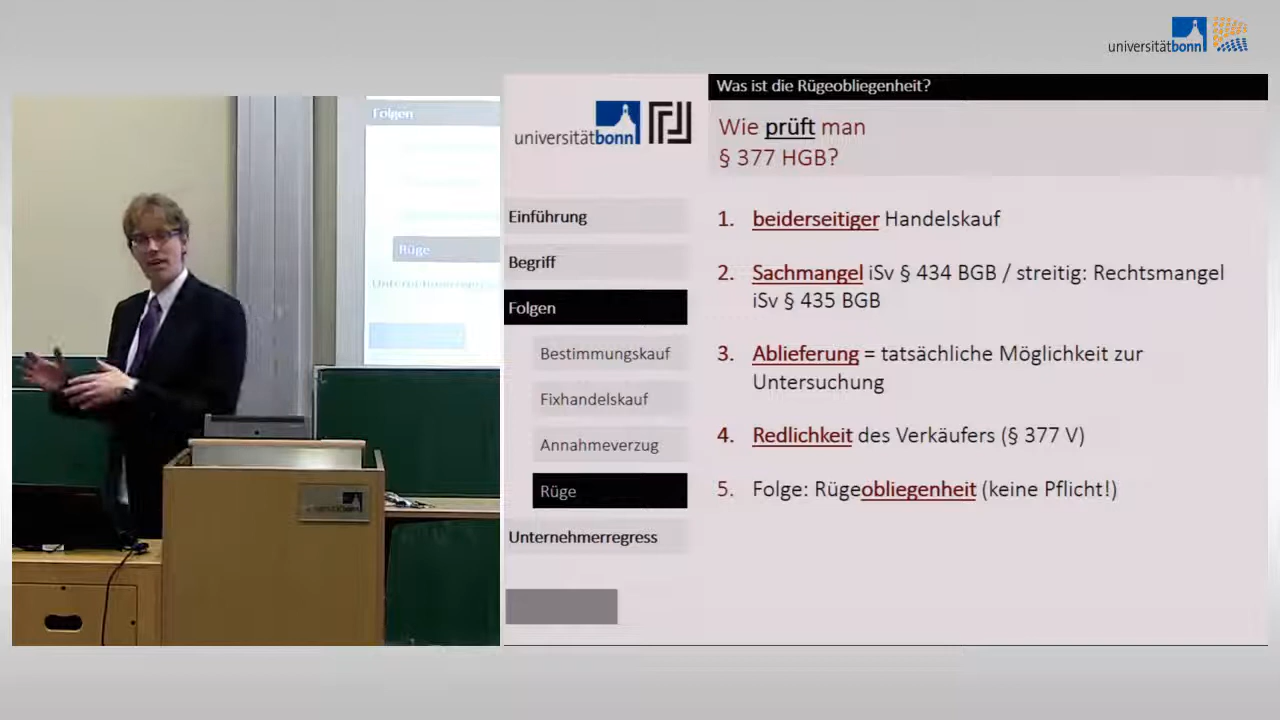 universitätbonn
Folgen
Rüge
universitätbonn
Was ist die Rügeobliegenheit?
Wie prüft man
§ 377 HGB?
Einführung
Begriff
Folgen
Bestimmungskauf
Fixhandelskauf
Annahmeverzug
Rüge
Unternehmerregress
1. beiderseitiger Handelskauf
2. Sachmangel iSv § 434 BGB / streitig: Rechtsmangel
iSv § 435 BGB
3. Ablieferung = tatsächliche Möglichkeit zur
Untersuchung
4. Redlichkeit des Verkäufers (§ 377 V)
5. Folge: Rügeobliegenheit (keine Pflicht!)